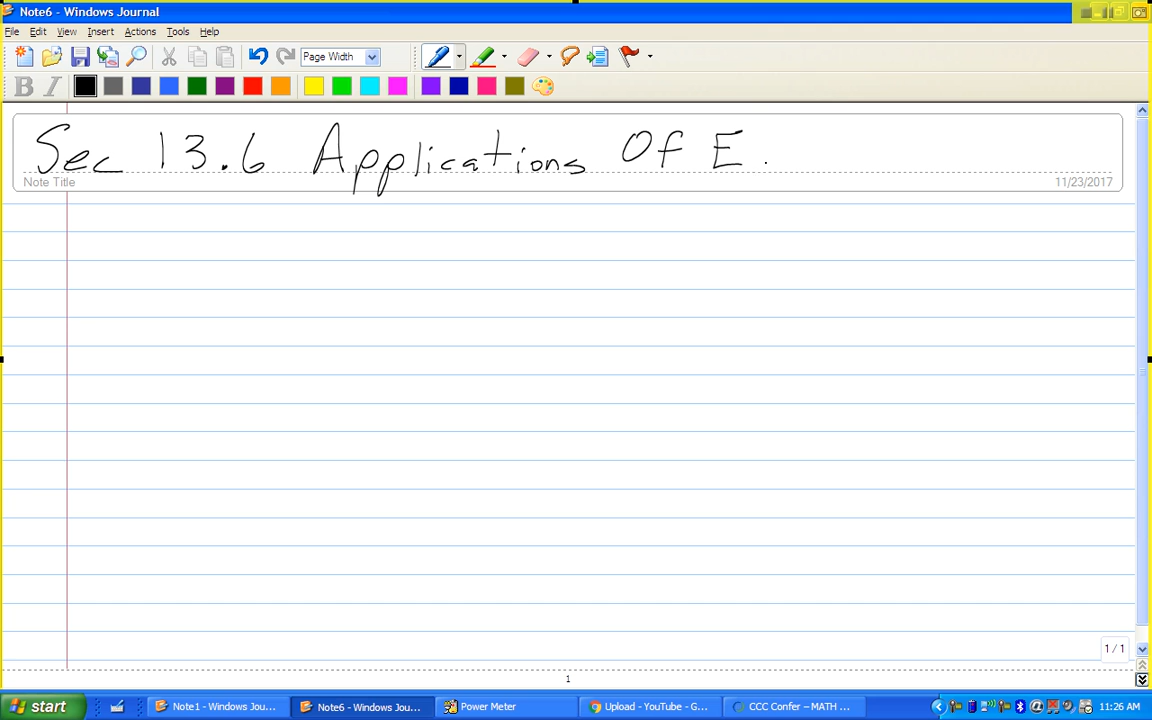 Note6 - Windows Journal
File Edit View Insert Actions Tools Help
Page Width
B I
Sec 13.6 Applications Of E
Note Title
11/23/2017
1 / 1
1
start Note1 - Windows Jou... Note6 - Windows Jou... Power Meter Upload - YouTube - G... CCC Confer – MATH ... 11:26 AM